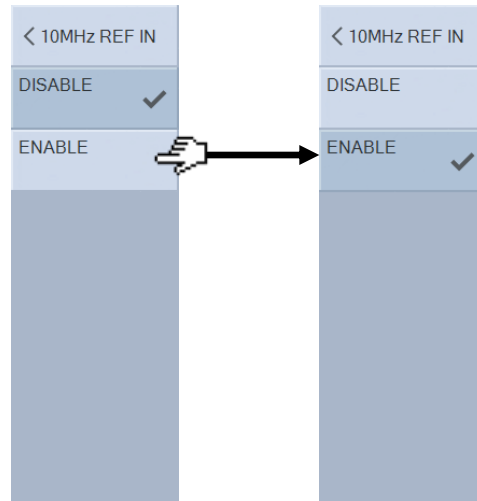 < 10MHz REF IN
DISABLE
ENABLE
< 10MHz REF IN
DISABLE
ENABLE